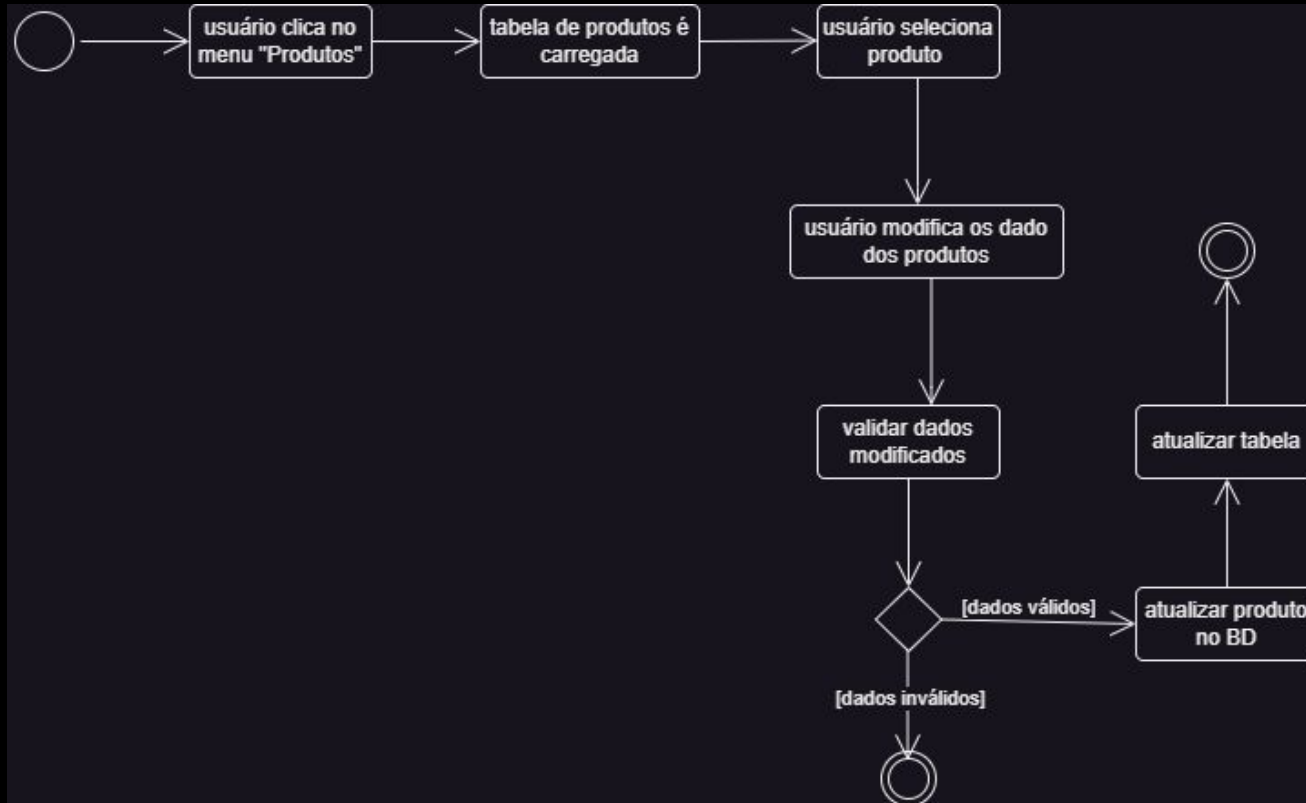 usuário clica no
menu "Produtos"
tabela de produtos é
carregada
usuário seleciona
produto
usuário modifica os dado
dos produtos
validar dados
modificados
atualizar tabela
[dados válidos]
atualizar produto
no BD
[dados inválidos]